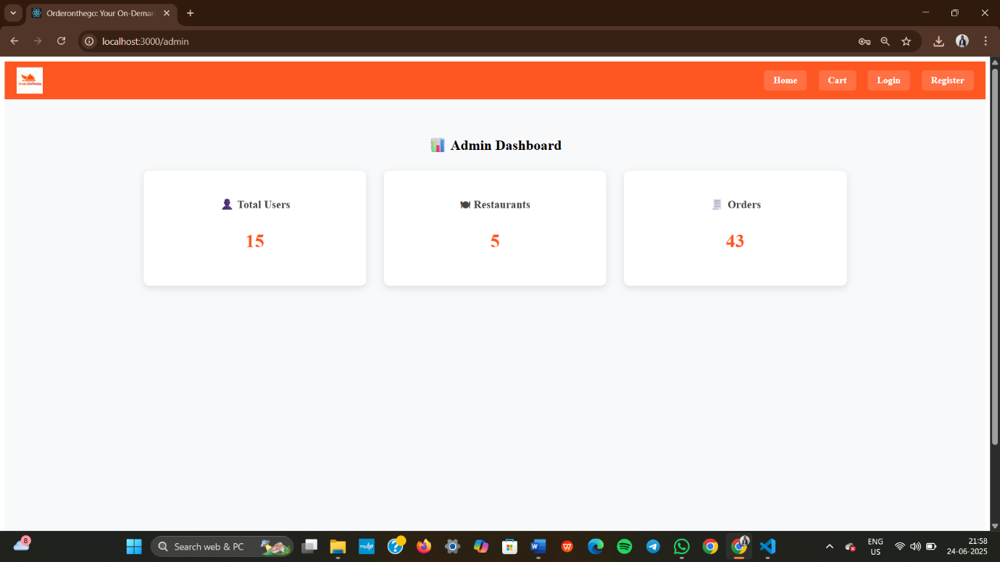 Orderonthego: Your On-Deman
localhost:3000/admin
OrderOnTheGo
Home
Cart
Login
Register
Admin Dashboard
Total Users
15
Restaurants
5
Orders
43
8
Search web & PC
myhp
ENG
US
21:58
24-06-2025